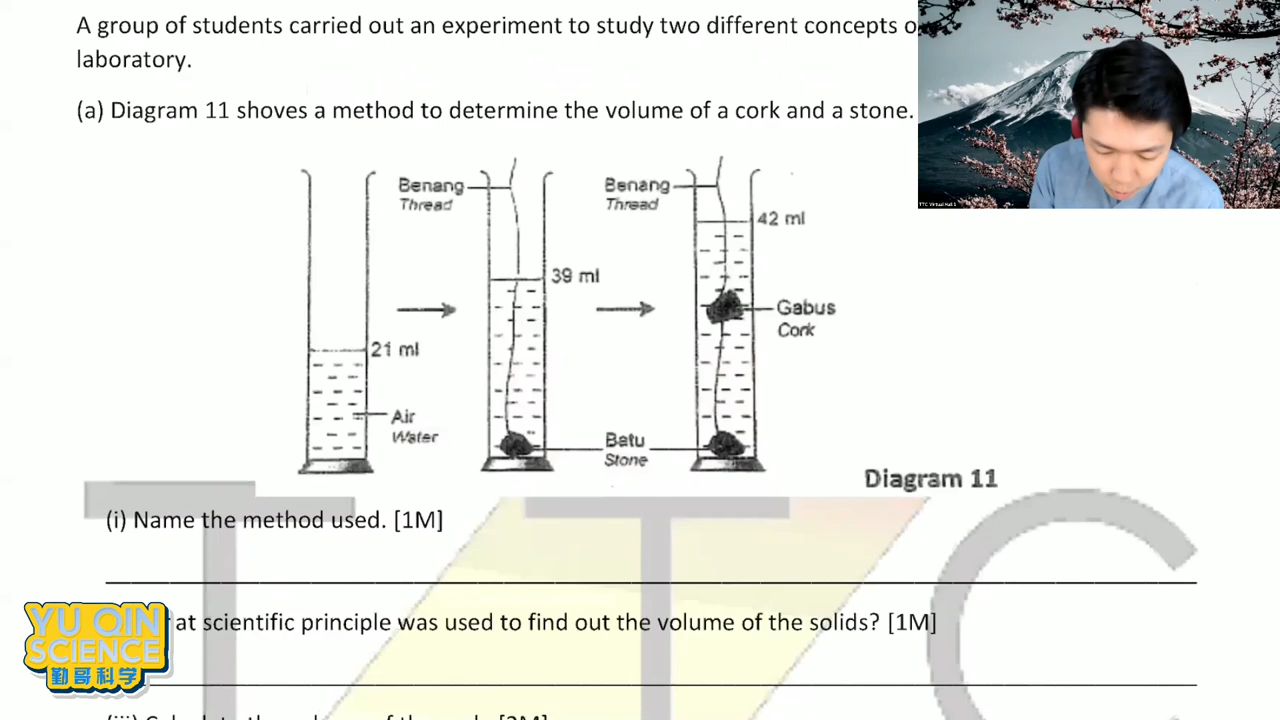 A group of students carried out an experiment to study two different concepts o
laboratory.
(a) Diagram 11 shoves a method to determine the volume of a cork and a stone.
Benang
Thread
Benang
Thread
42 ml
39 ml
Gabus
Cork
21 ml
Air
Water
Batu
Stone
Diagram 11
(i) Name the method used. [1M]
at scientific principle was used to find out the volume of the solids? [1M]
YU QIN
SCIENCE
勤哥科学
TTC